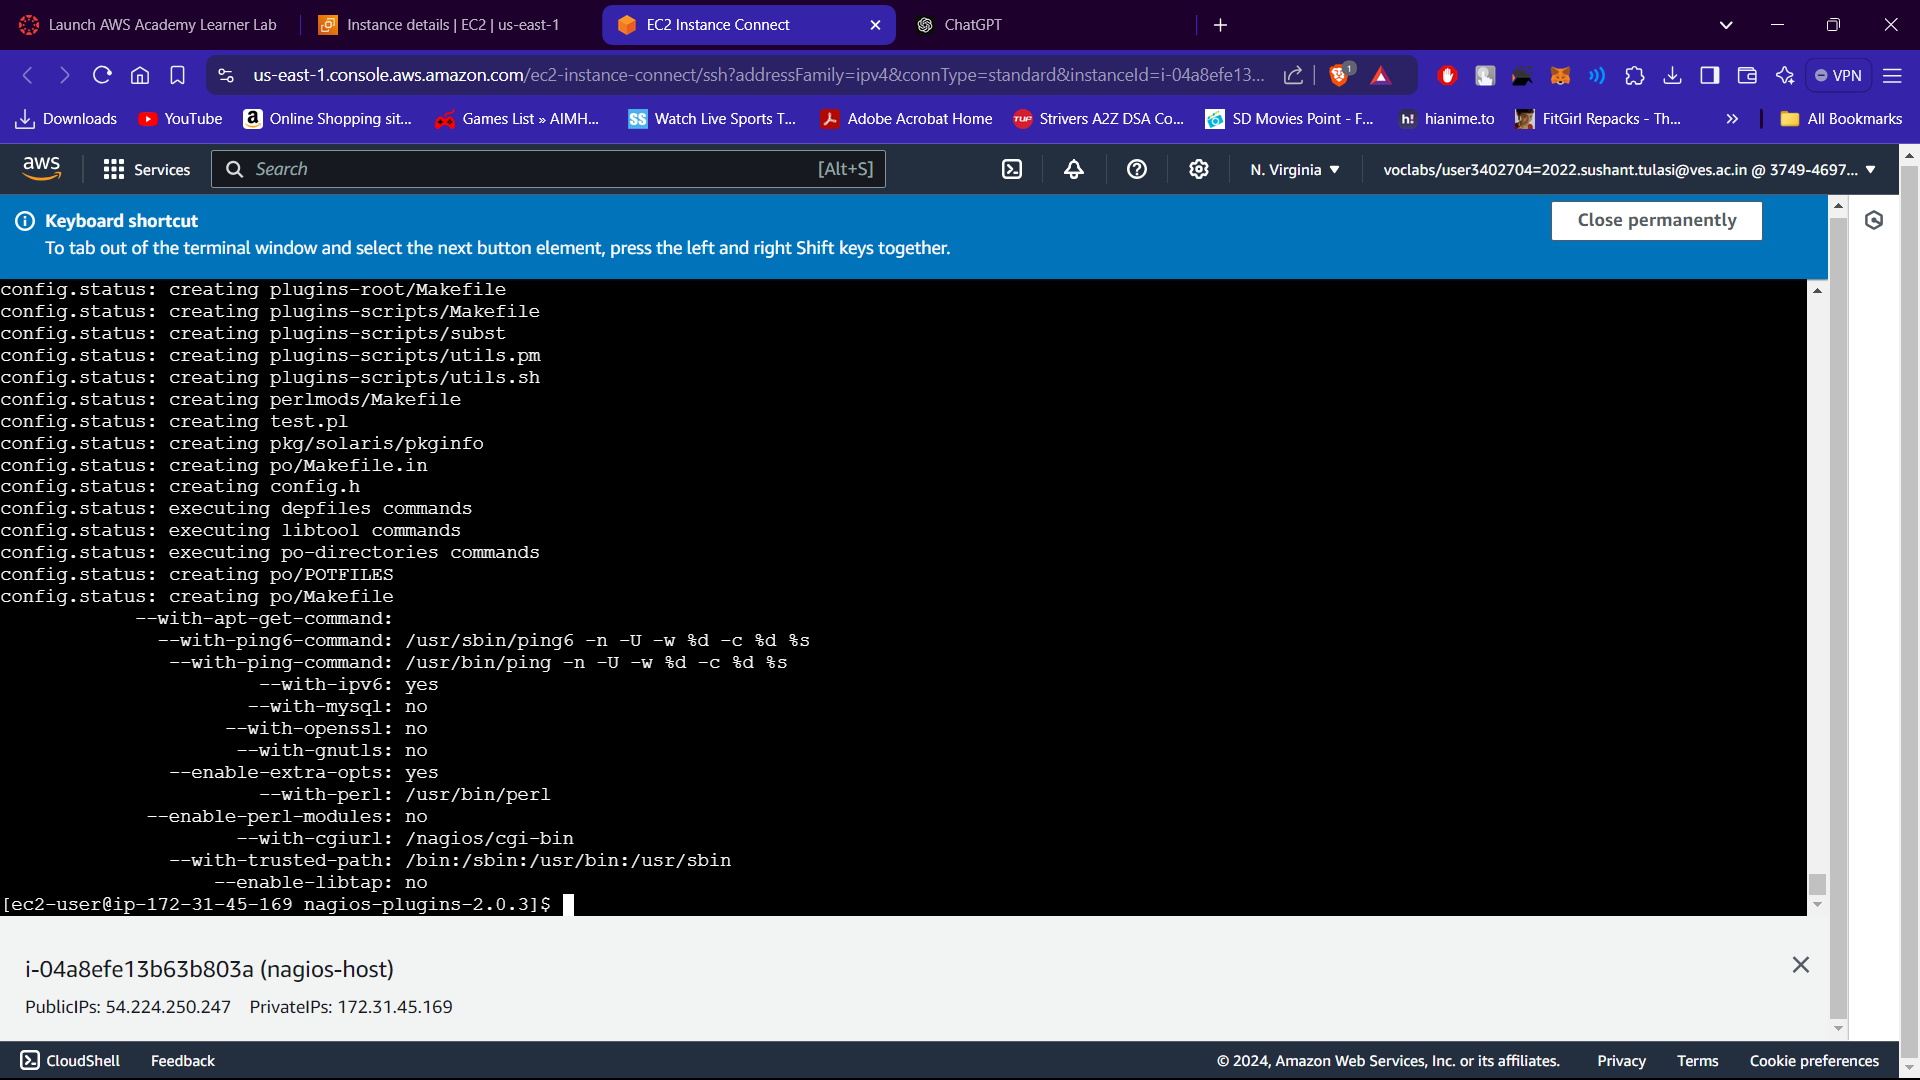 Launch AWS Academy Learner Lab
Instance details | EC2 | us-east-1
EC2 Instance Connect
ChatGPT
us-east-1.console.aws.amazon.com/ec2-instance-connect/ssh?addressFamily=ipv4&connType=standard&instanceId=i-04a8efe13...
1
VPN
Downloads
YouTube
Online Shopping sit...
Games List » AIMH...
SS
Watch Live Sports T...
Adobe Acrobat Home
TUF
Strivers A2Z DSA Co...
SD Movies Point - F...
h!
hianime.to
FitGirl Repacks - Th...
»
All Bookmarks
aws
Services
Search
[Alt+S]
N. Virginia
voclabs/user3402704=2022.sushant.tulasi@ves.ac.in @ 3749-4697...
Keyboard shortcut
To tab out of the terminal window and select the next button element, press the left and right Shift keys together.
Close permanently
config.status: creating plugins-root/Makefile
config.status: creating plugins-scripts/Makefile
config.status: creating plugins-scripts/subst
config.status: creating plugins-scripts/utils.pm
config.status: creating plugins-scripts/utils.sh
config.status: creating perlmods/Makefile
config.status: creating test.pl
config.status: creating pkg/solaris/pkginfo
config.status: creating po/Makefile.in
config.status: creating config.h
config.status: executing depfiles commands
config.status: executing libtool commands
config.status: executing po-directories commands
config.status: creating po/POTFILES
config.status: creating po/Makefile
--with-apt-get-command:
--with-ping6-command: /usr/sbin/ping6 -n -U -w %d -c %d %s
--with-ping-command: /usr/bin/ping -n -U -w %d -c %d %s
--with-ipv6: yes
--with-mysql: no
--with-openssl: no
--with-gnutls: no
--enable-extra-opts: yes
--with-perl: /usr/bin/perl
--enable-perl-modules: no
--with-cgiurl: /nagios/cgi-bin
--with-trusted-path: /bin:/sbin:/usr/bin:/usr/sbin
--enable-libtap: no
[ec2-user@ip-172-31-45-169 nagios-plugins-2.0.3]$
i-04a8efe13b63b803a (nagios-host)
PublicIPs: 54.224.250.247 PrivateIPs: 172.31.45.169
CloudShell
Feedback
© 2024, Amazon Web Services, Inc. or its affiliates.
Privacy
Terms
Cookie preferences